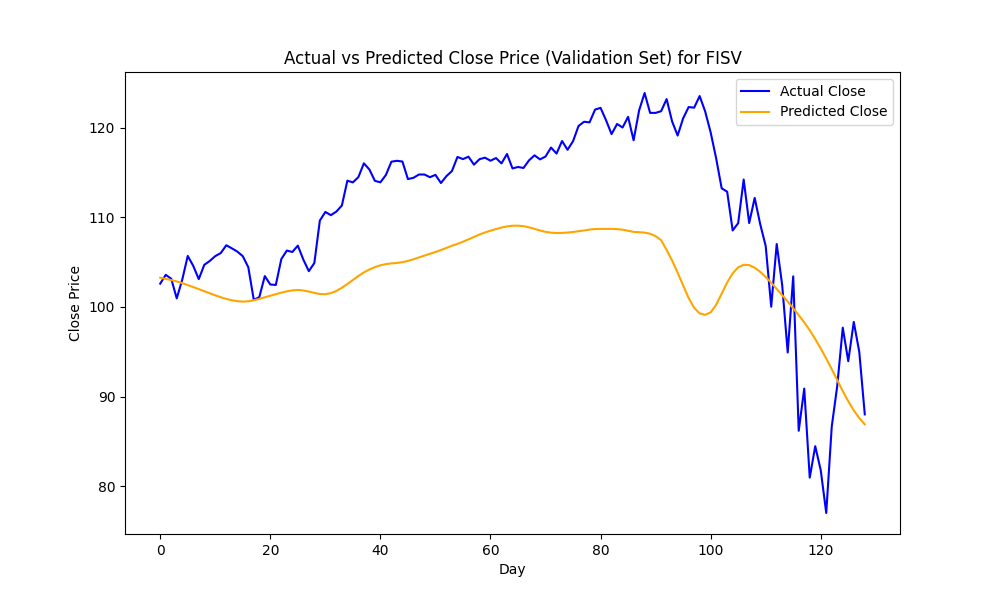 Actual vs Predicted Close Price (Validation Set) for FISV
Actual Close
Predicted Close
Close Price
120
110
100
90
80
0 20 40 60 80 100 120
Day